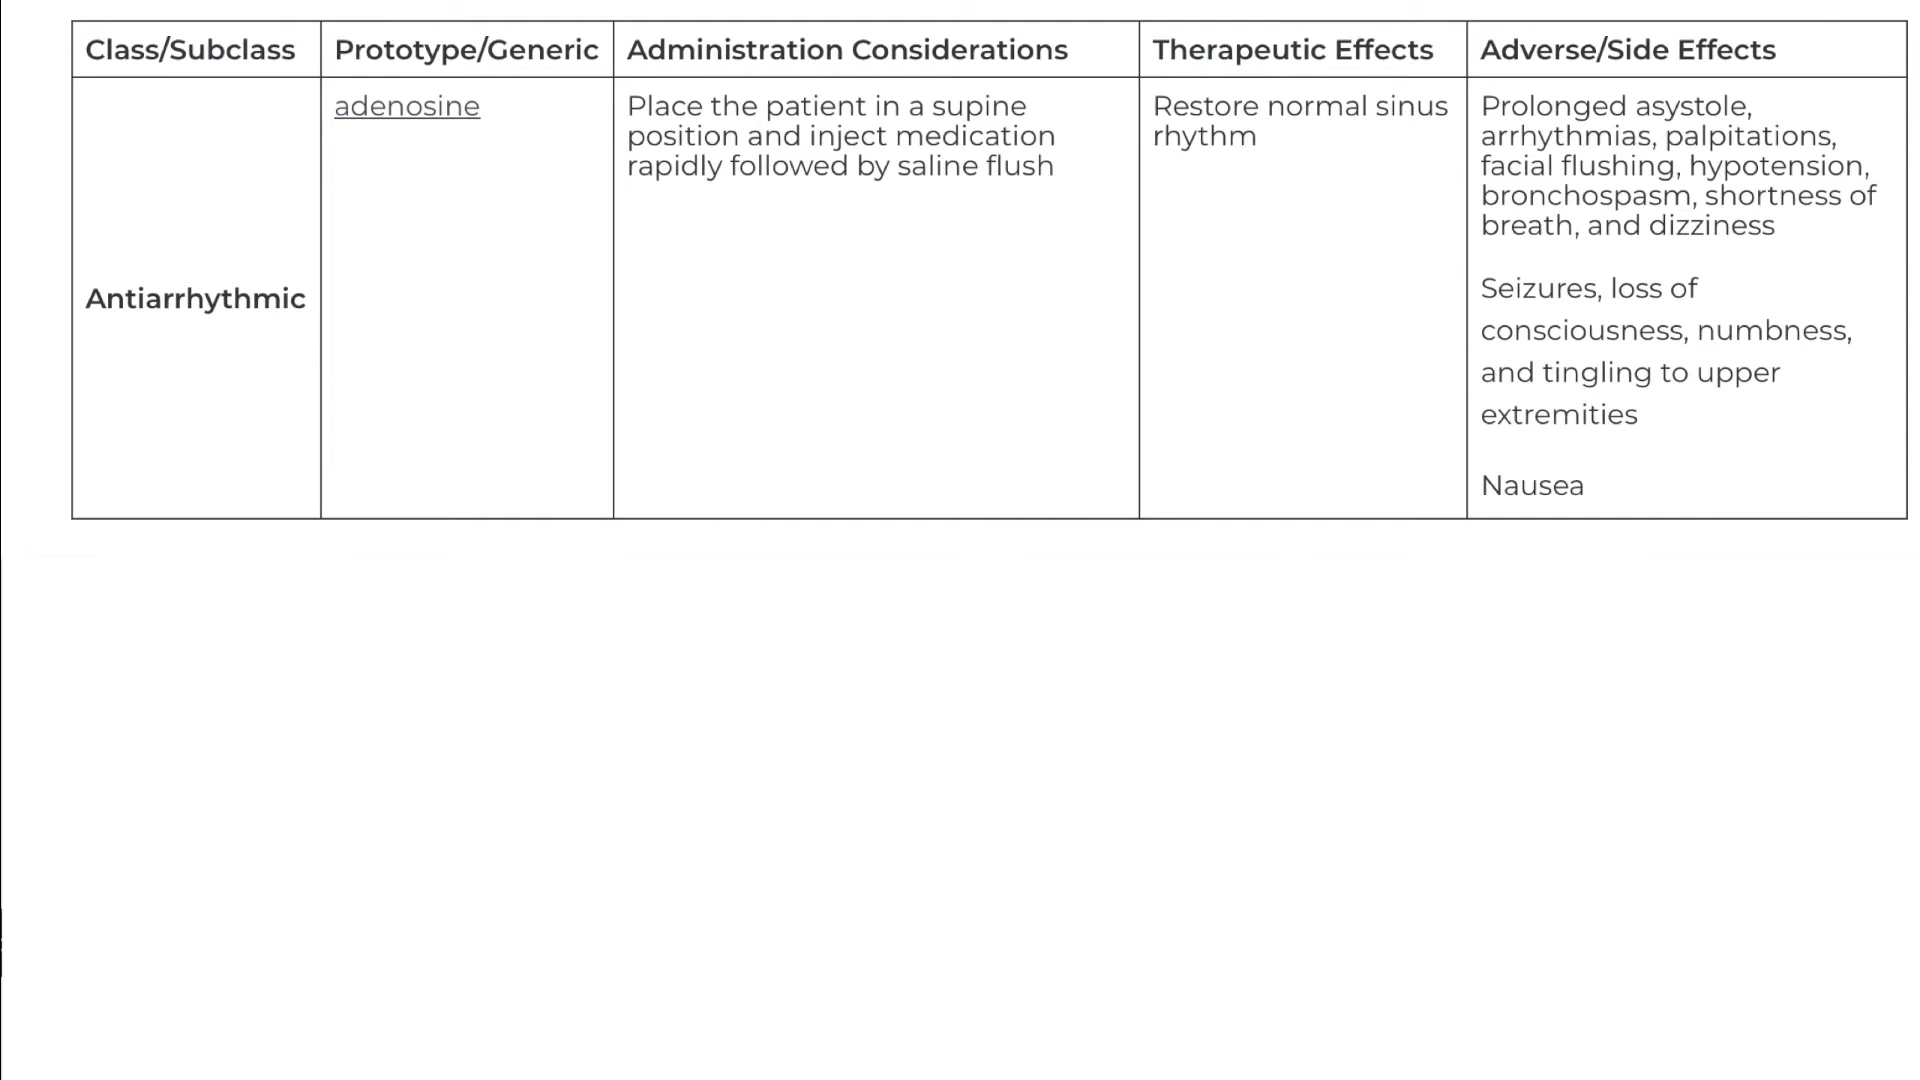 Class/Subclass
Prototype/Generic
Administration Considerations
Therapeutic Effects
Adverse/Side Effects
Antiarrhythmic
adenosine
Place the patient in a supine
position and inject medication
rapidly followed by saline flush
Restore normal sinus
rhythm
Prolonged asystole,
arrhythmias, palpitations,
facial flushing, hypotension,
bronchospasm, shortness of
breath, and dizziness
Seizures, loss of
consciousness, numbness,
and tingling to upper
extremities
Nausea